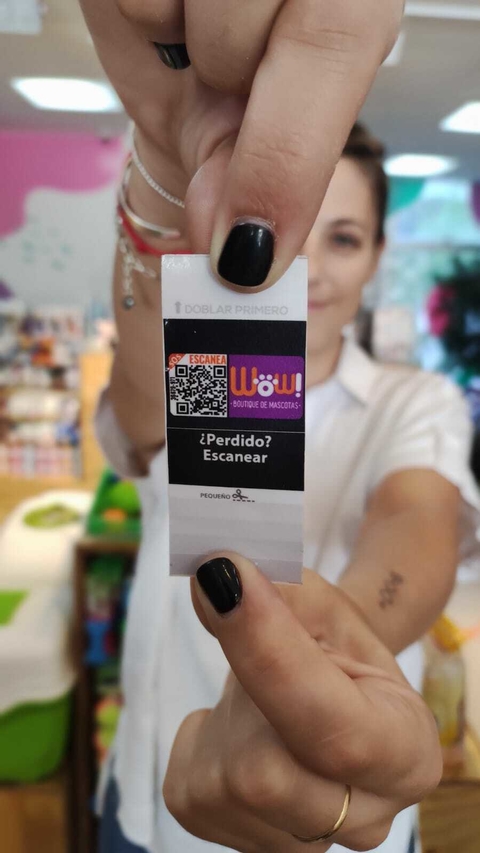 DOBLAR PRIMERO
ESCANEA
Wow!
BOUTIQUE DE MASCOTAS
¿Perdido?
Escanear
PEQUEÑO